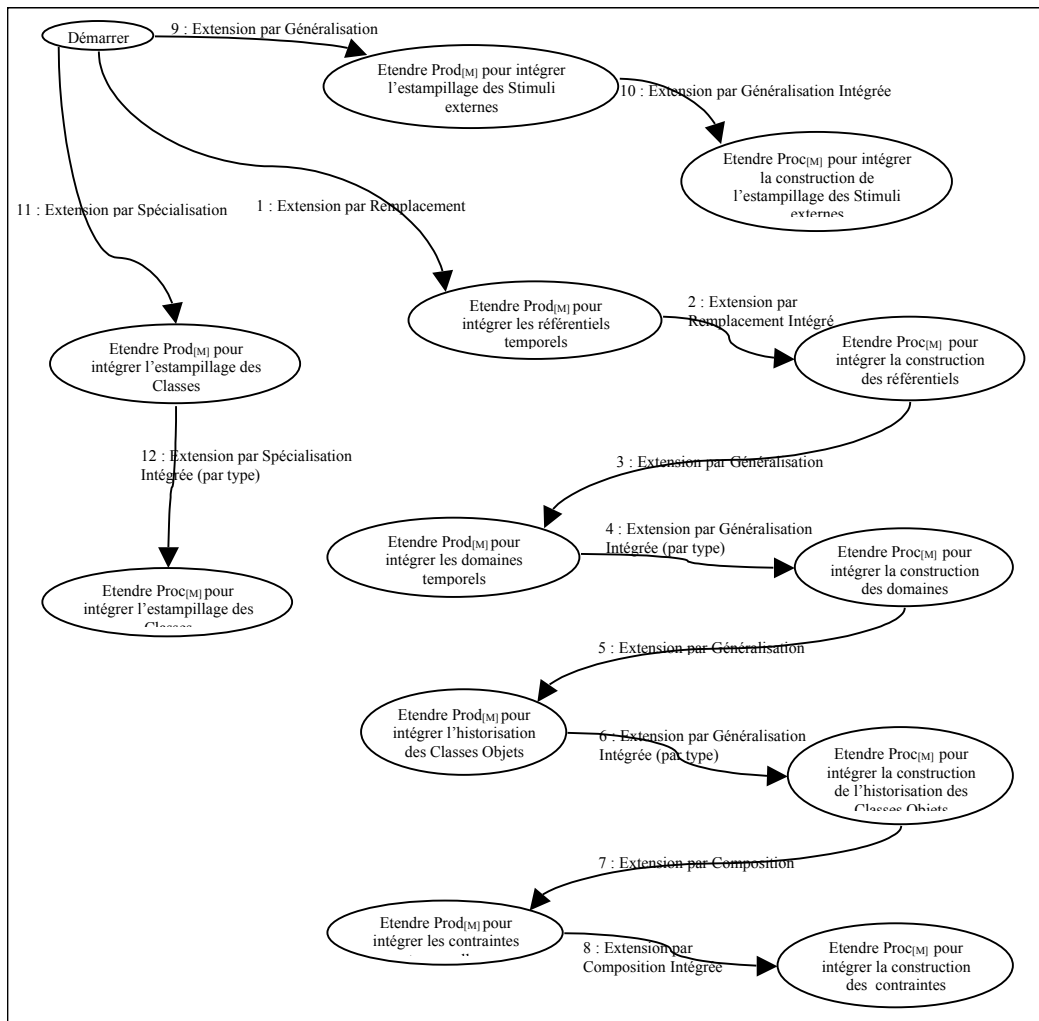 Démarrer
9 : Extension par Généralisation
Etendre Prod[M] pour intégrer
l'estampillage des Stimuli
externes
10 : Extension par Généralisation Intégrée
Etendre Proc[M] pour intégrer
la construction de
l'estampillage des Stimuli
externes
11 : Extension par Spécialisation
1 : Extension par Remplacement
Etendre Prod[M] pour
intégrer les référentiels
temporels
2 : Extension par
Remplacement Intégré
Etendre Proc[M] pour
intégrer la construction
des référentiels
Etendre Prod[M] pour
intégrer l'estampillage des
Classes
12 : Extension par Spécialisation
Intégrée (par type)
3 : Extension par Généralisation
Etendre Prod[M] pour
intégrer les domaines
temporels
4 : Extension par Généralisation
Intégrée (par type)
Etendre Proc[M] pour
intégrer la construction
des domaines
Etendre Proc[M] pour
intégrer l'estampillage des
Classes
5 : Extension par Généralisation
Etendre Prod[M] pour
intégrer l'historisation
des Classes Objets
6 : Extension par Généralisation
Intégrée (par type)
Etendre Proc[M] pour
intégrer la construction
de l'historisation des
Classes Objets
7 : Extension par Composition
Etendre Prod[M] pour
intégrer les contraintes
8 : Extension par
Composition Intégrée
Etendre Proc[M] pour
intégrer la construction
des contraintes